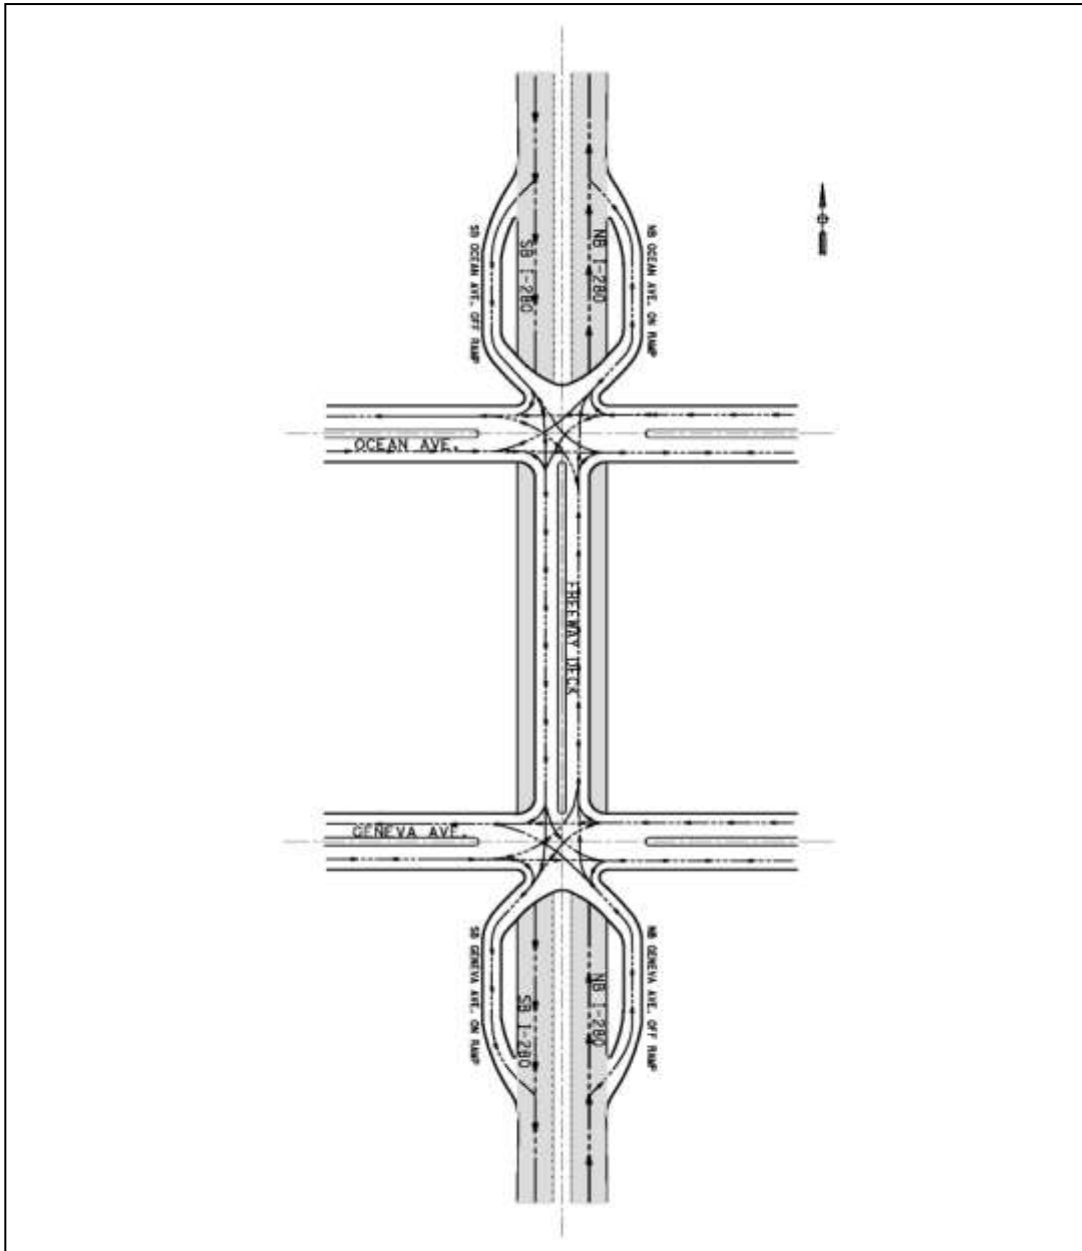 SB OCEAN AVE. OFF RAMP
SB I-280
NB I-280
NB OCEAN AVE. ON RAMP
OCEAN AVE.
FREEWAY DECK
GENEVA AVE.
SB GENEVA AVE. ON RAMP
SB I-280
NB I-280
NB GENEVA AVE. OFF RAMP